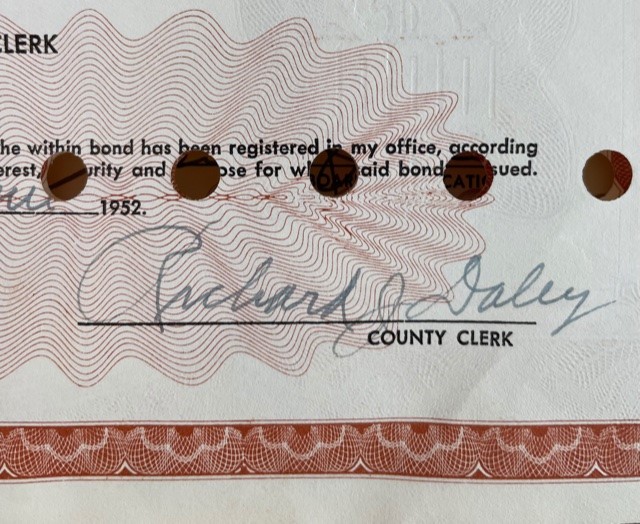 CLERK
he within bond has been registered in my office, according
erest, urity and ose for wh aid bond sued.
1952.
Richard J Daley
COUNTY CLERK